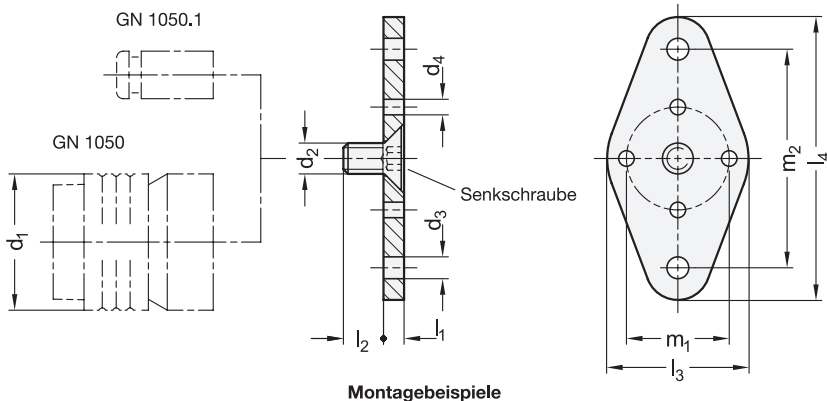 GN 1050.1
GN 1050
d1
d2
d4
d3
Senkschraube
l2
l1
m2
l4
m1
l3
Montagebeispiele